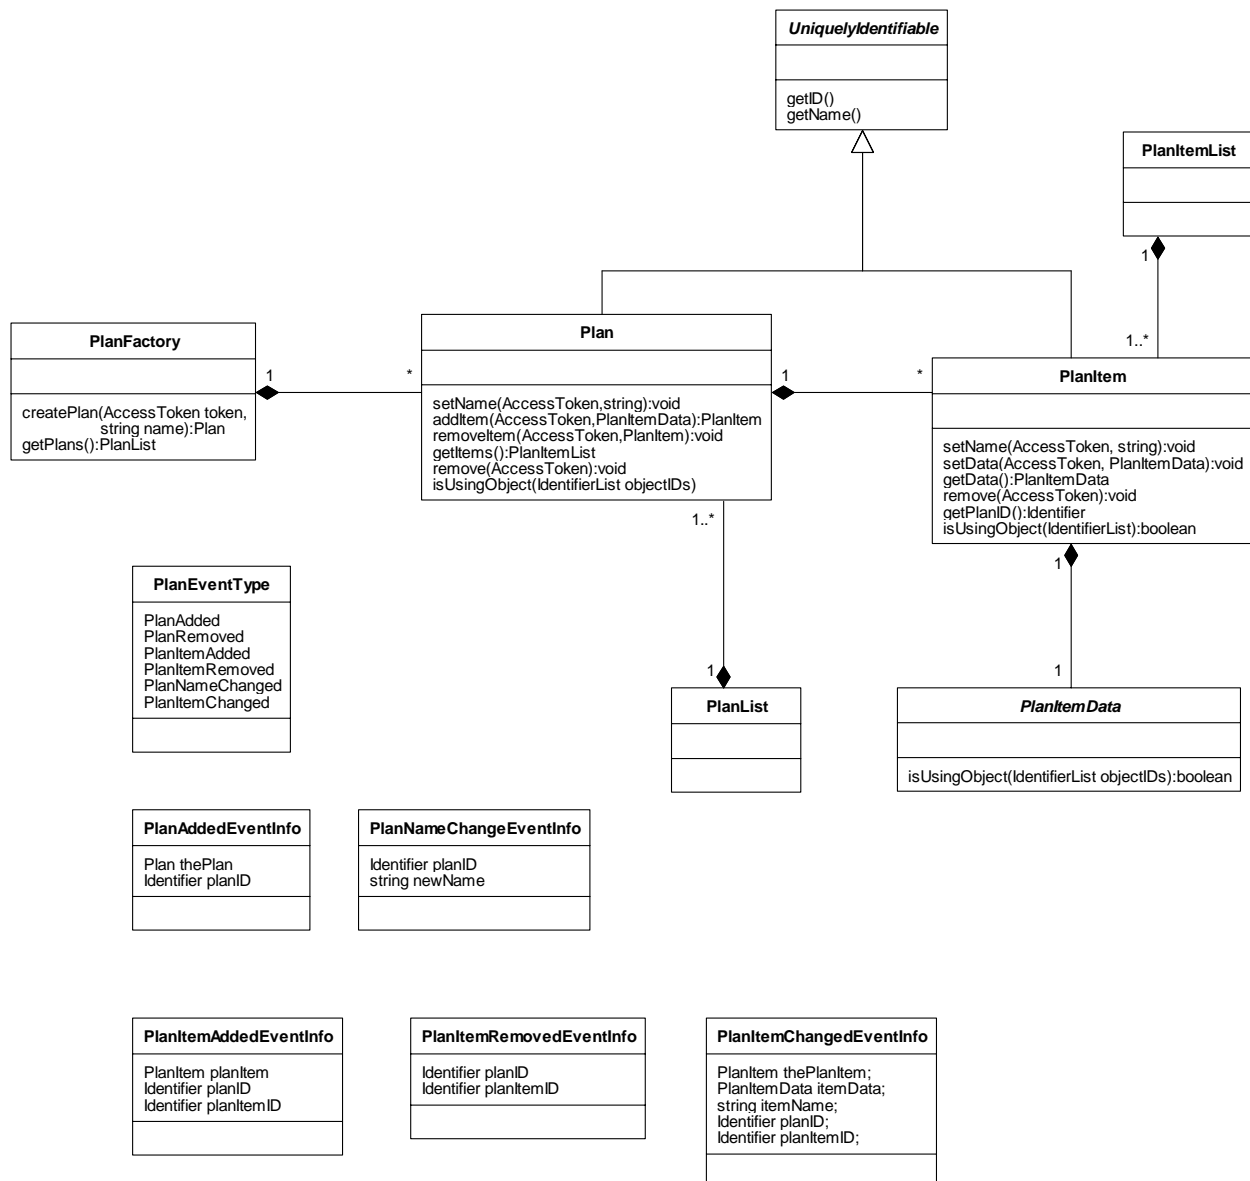 UniquelyIdentifiable
getID()
getName()
PlanItemList
1
1..*
PlanFactory
createPlan(AccessToken token,
string name):Plan
getPlans():PlanList
1
*
Plan
setName(AccessToken,string):void
addItem(AccessToken,PlanItemData):PlanItem
removeItem(AccessToken,PlanItem):void
getItems():PlanItemList
remove(AccessToken):void
isUsingObject(IdentifierList objectIDs)
1
*
PlanItem
setName(AccessToken, string):void
setData(AccessToken, PlanItemData):void
getData():PlanItemData
remove(AccessToken):void
getPlanID():Identifier
isUsingObject(IdentifierList):boolean
1..*
1
1
1
PlanEventType
PlanAdded
PlanRemoved
PlanItemAdded
PlanItemRemoved
PlanNameChanged
PlanItemChanged
PlanList
PlanItemData
isUsingObject(IdentifierList objectIDs):boolean
PlanAddedEventInfo
Plan thePlan
Identifier planID
PlanNameChangeEventInfo
Identifier planID
string newName
PlanItemAddedEventInfo
PlanItem planItem
Identifier planID
Identifier planItemID
PlanItemRemovedEventInfo
Identifier planID
Identifier planItemID
PlanItemChangedEventInfo
PlanItem thePlanItem;
PlanItemData itemData;
string itemName;
Identifier planID;
Identifier planItemID;